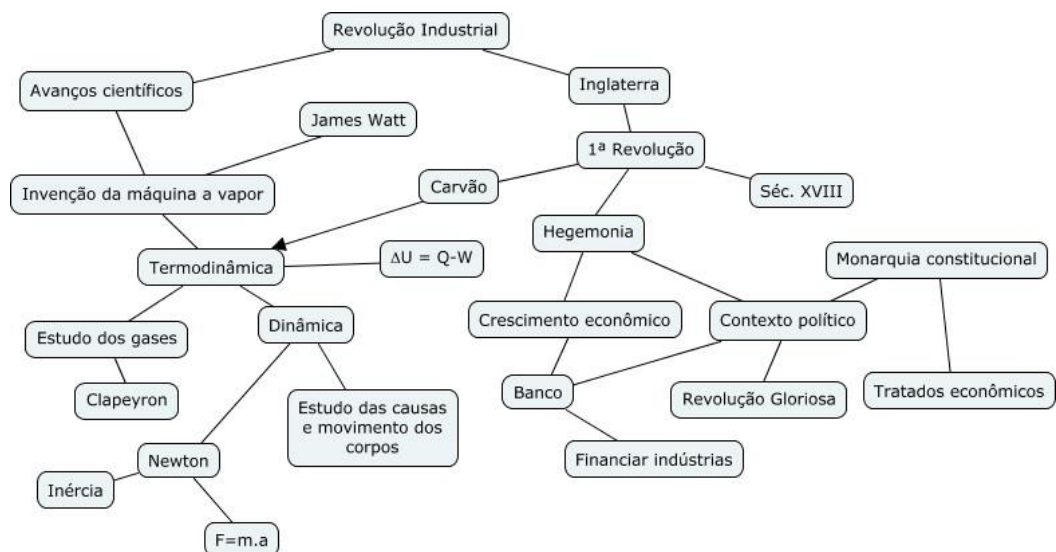 Revolução Industrial
Avanços científicos
Inglaterra
James Watt
1ª Revolução
Invenção da máquina a vapor
Carvão
Séc. XVIII
Hegemonia
Termodinâmica
ΔU = Q-W
Monarquia constitucional
Estudo dos gases
Dinâmica
Crescimento econômico
Contexto político
Clapeyron
Estudo das causas
e movimento dos
corpos
Banco
Revolução Gloriosa
Tratados econômicos
Newton
Financiar indústrias
Inércia
F=m.a